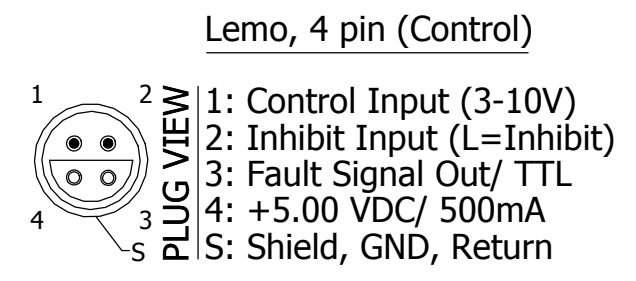 Lemo, 4 pin (Control)
1 2
4 3
S
PLUG VIEW
1: Control Input (3-10V)
2: Inhibit Input (L=Inhibit)
3: Fault Signal Out/ TTL
4: +5.00 VDC/ 500mA
S: Shield, GND, Return